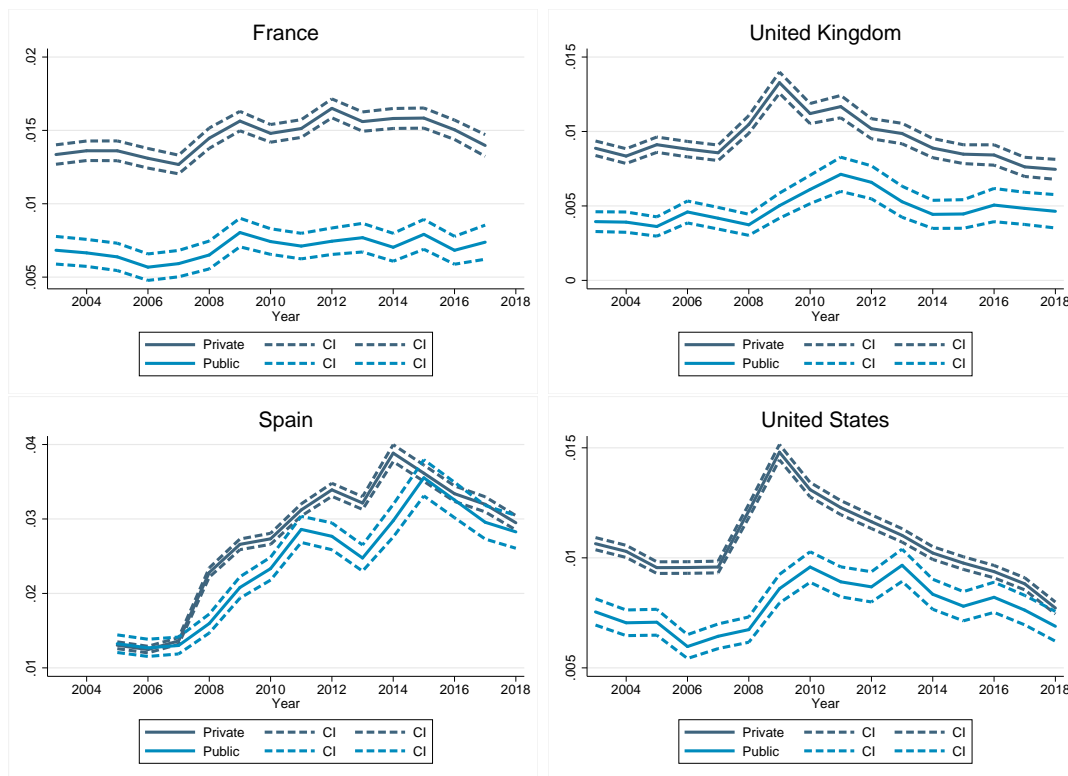 France
.02
.015
.01
.005
2004 2006 2008 2010 2012 2014 2016 2018
Year
Private CI CI
Public CI CI
United Kingdom
.015
.01
.005
0
2004 2006 2008 2010 2012 2014 2016 2018
Year
Private CI CI
Public CI CI
Spain
.04
.03
.02
.01
2004 2006 2008 2010 2012 2014 2016 2018
Year
Private CI CI
Public CI CI
United States
.015
.01
.005
2004 2006 2008 2010 2012 2014 2016 2018
Year
Private CI CI
Public CI CI